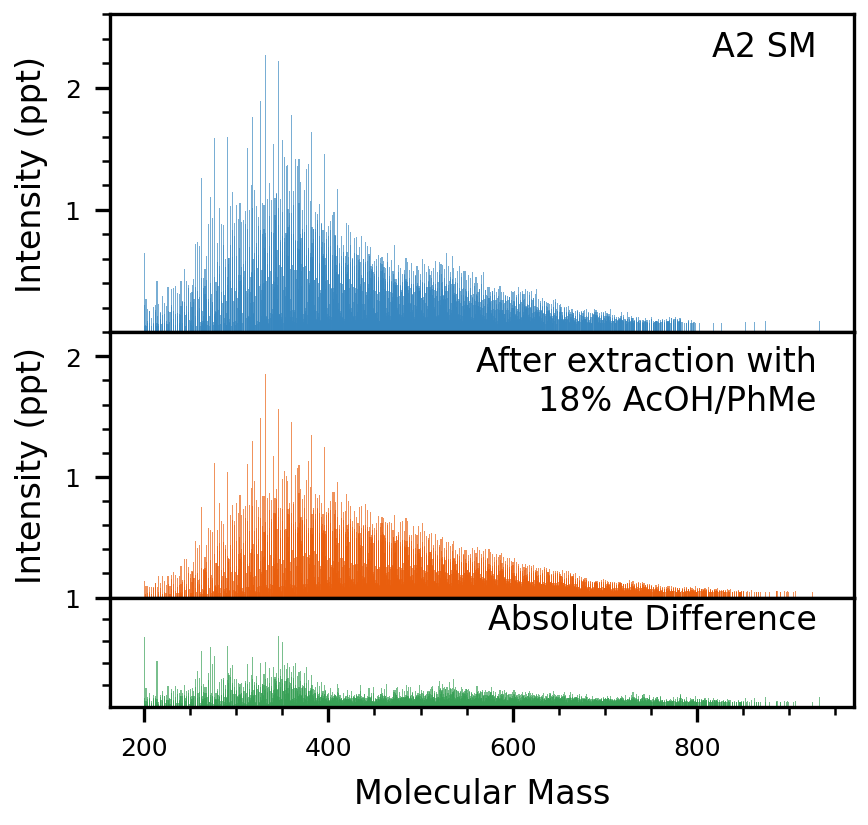 A2 SM
Intensity (ppt)
2
1
After extraction with
18% AcOH/PhMe
Intensity (ppt)
2
1
Absolute Difference
1
200 400 600 800
Molecular Mass